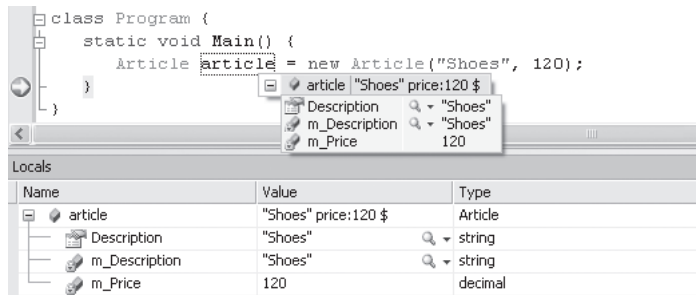 class Program {
static void Main() {
Article article = new Article("Shoes", 120);
}
article "Shoes" price:120 $
Description "Shoes"
m_Description "Shoes"
m_Price 120
}
Locals
Name Value Type
article "Shoes" price:120 $ Article
Description "Shoes" string
m_Description "Shoes" string
m_Price 120 decimal